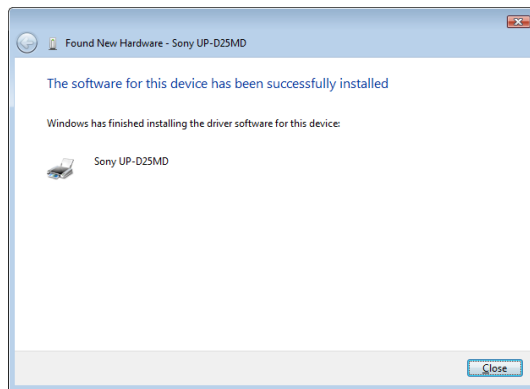 Found New Hardware - Sony UP-D25MD
The software for this device has been successfully installed
Windows has finished installing the driver software for this device:
Sony UP-D25MD
Close